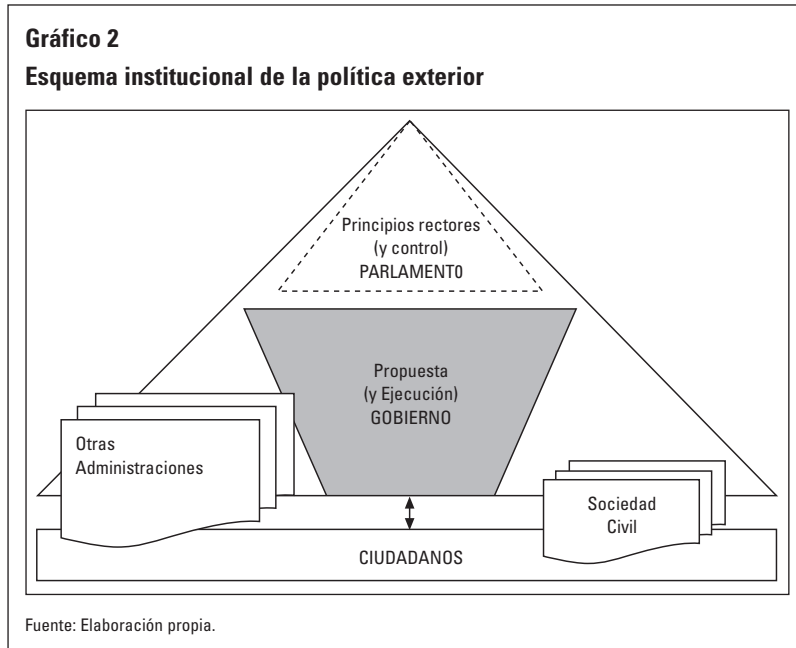 Gráfico 2
Esquema institucional de la política exterior
Principios rectores
(y control)
PARLAMENTO
Propuesta
(y Ejecución)
GOBIERNO
Otras
Administraciones
Sociedad
Civil
CIUDADANOS
Fuente: Elaboración propia.